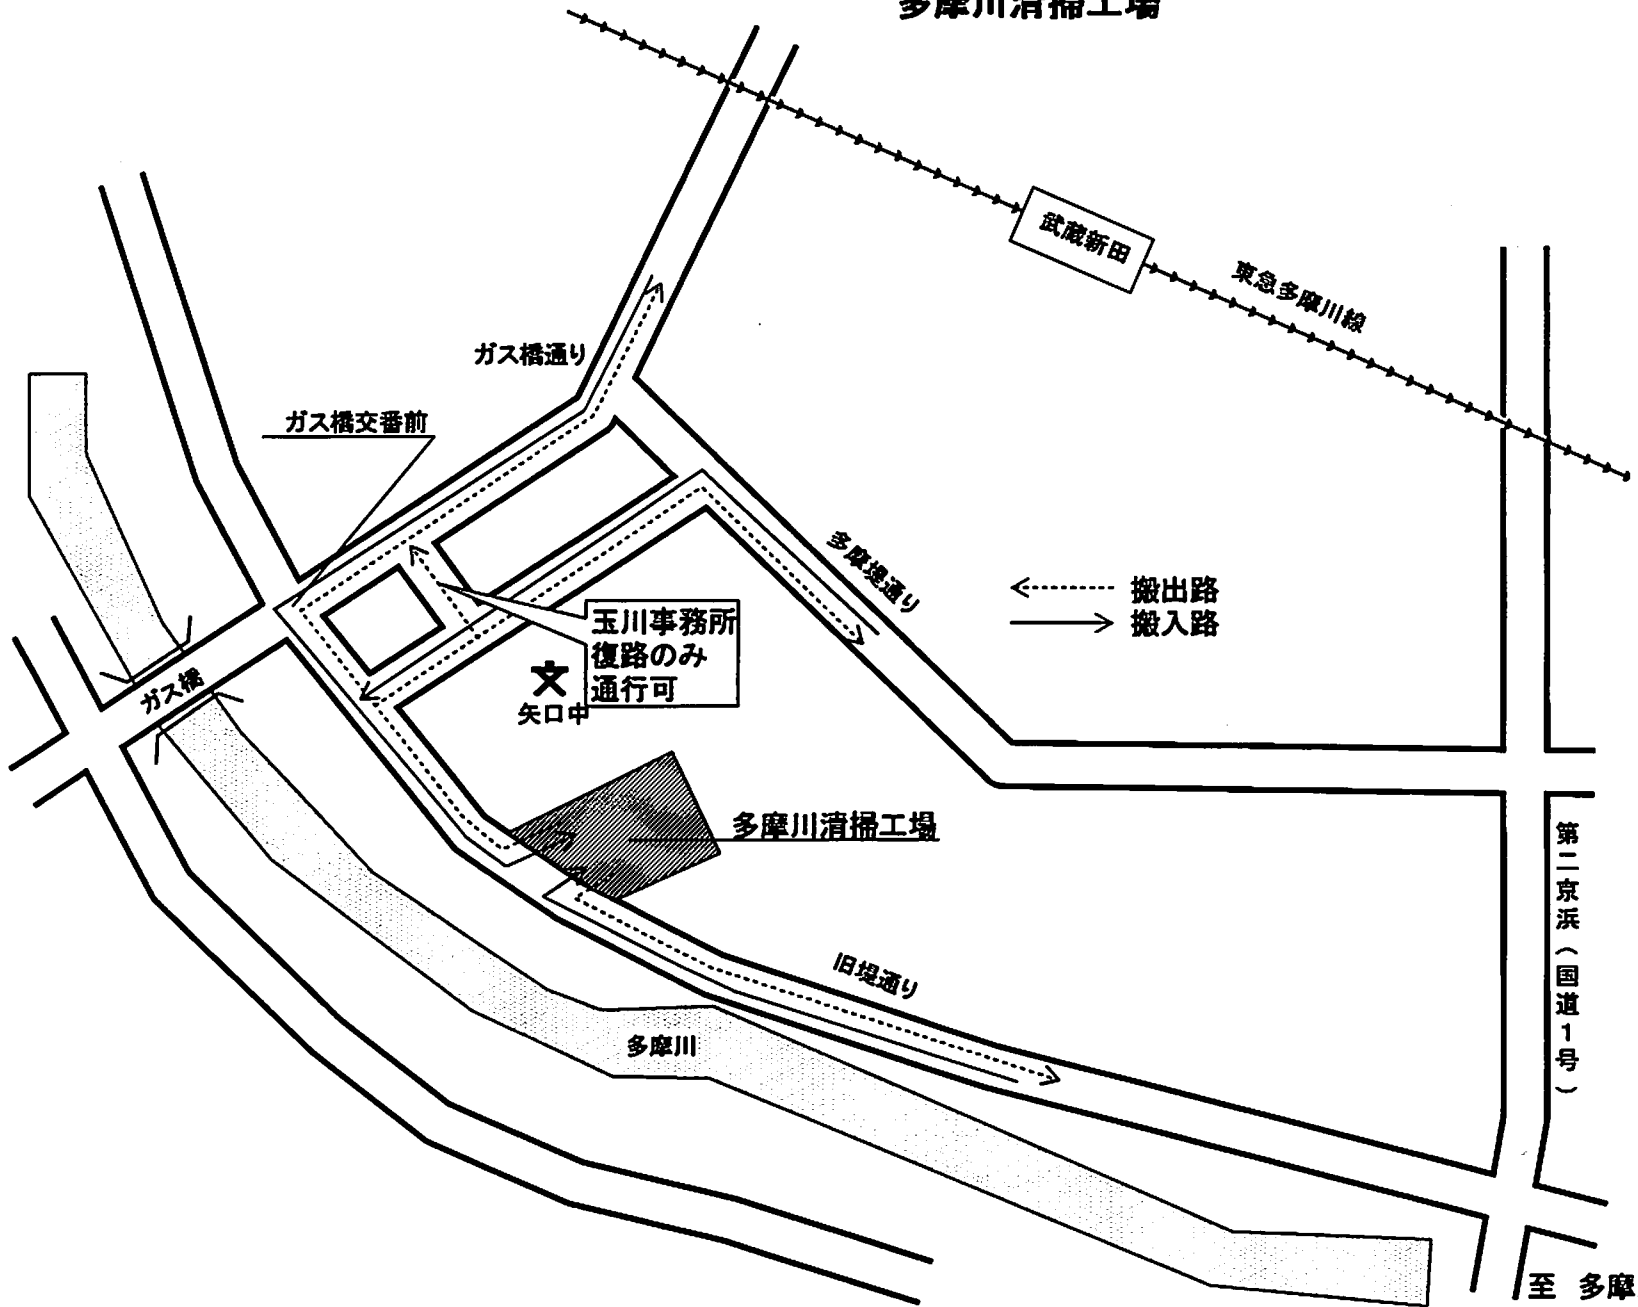 多摩川清掃工場
武蔵新田
東急多摩川線
ガス橋通り
ガス橋交番前
多摩堤通り
搬出路
搬入路
玉川事務所
復路のみ
通行可
ガス橋
矢口中
多摩川清掃工場
第二京浜(国道1号)
旧堤通り
多摩川
至 多摩